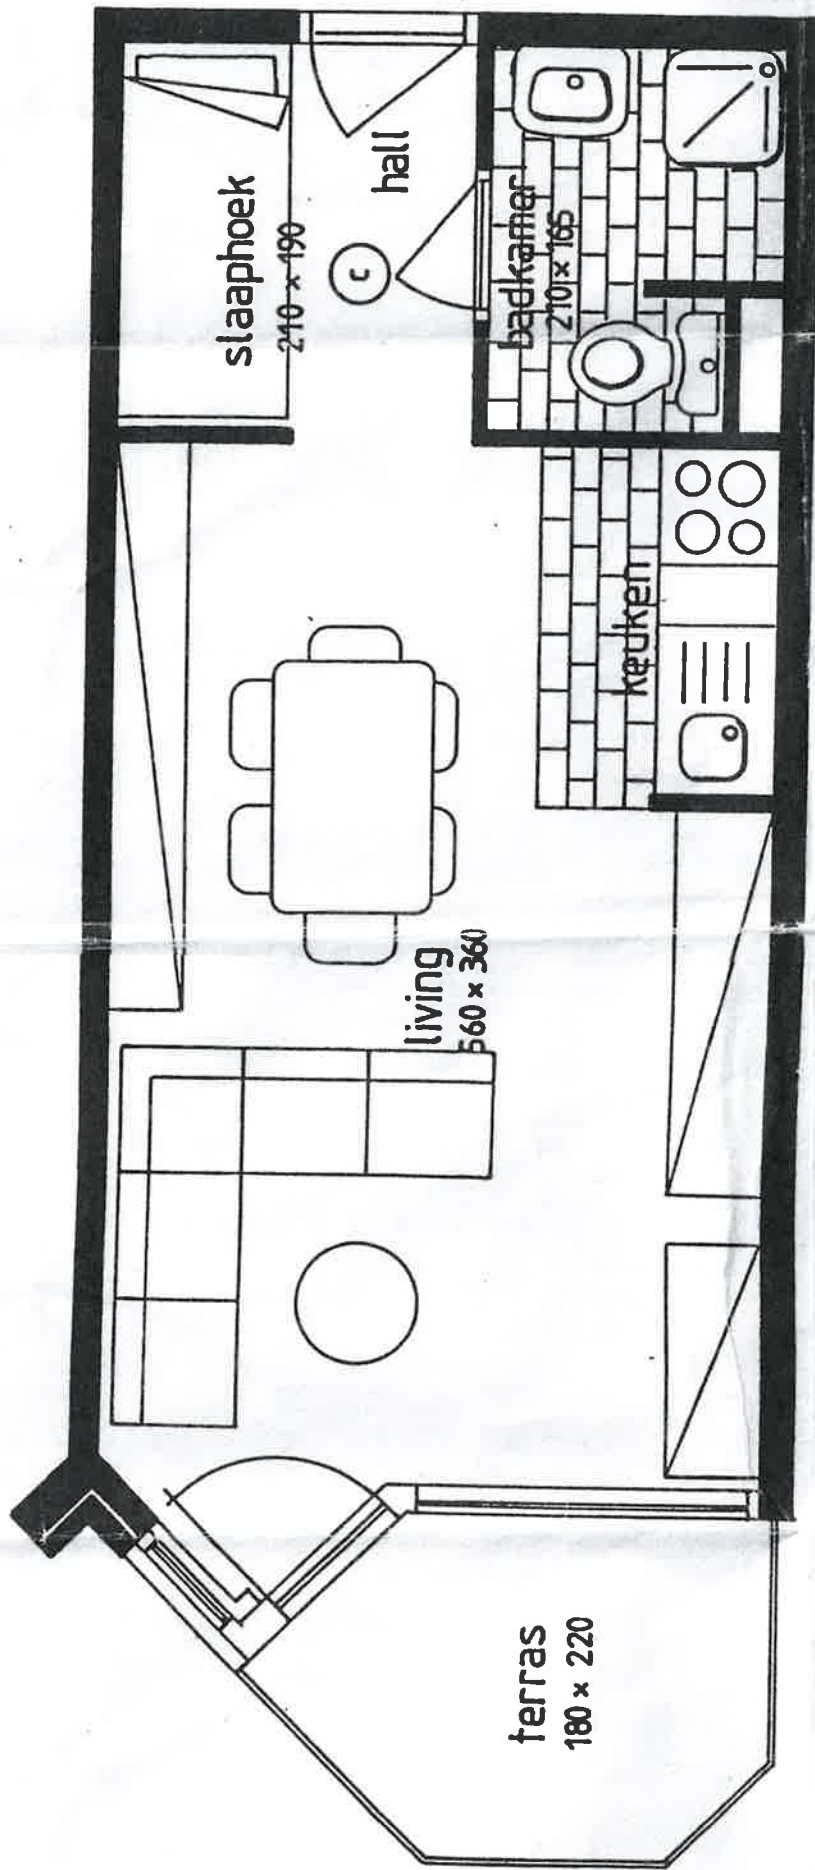 slaaphoek
210 × 190
hall
c
badkamer
210 × 165
keuken
living
560 × 360
terras
180 × 220